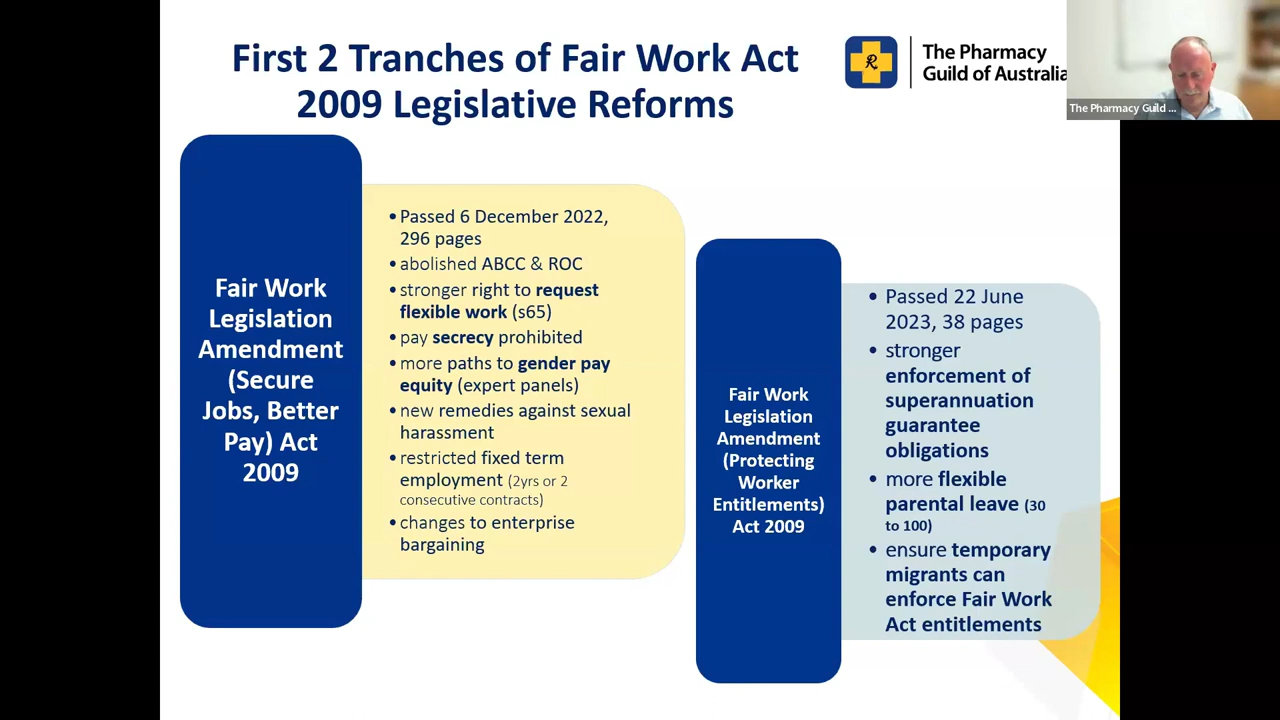 First 2 Tranches of Fair Work Act
2009 Legislative Reforms
The Pharmacy
Guild of Australia
The Pharmacy Guild ...
Fair Work
Legislation
Amendment
(Secure
Jobs, Better
Pay) Act
2009
•Passed 6 December 2022,
296 pages
•abolished ABCC & ROC
•stronger right to request
flexible work (s65)
•pay secrecy prohibited
•more paths to gender pay
equity (expert panels)
•new remedies against sexual
harassment
•restricted fixed term
employment (2yrs or 2
consecutive contracts)
•changes to enterprise
bargaining
Fair Work
Legislation
Amendment
(Protecting
Worker
Entitlements)
Act 2009
• Passed 22 June
2023, 38 pages
• stronger
enforcement of
superannuation
guarantee
obligations
• more flexible
parental leave (30
to 100)
• ensure temporary
migrants can
enforce Fair Work
Act entitlements